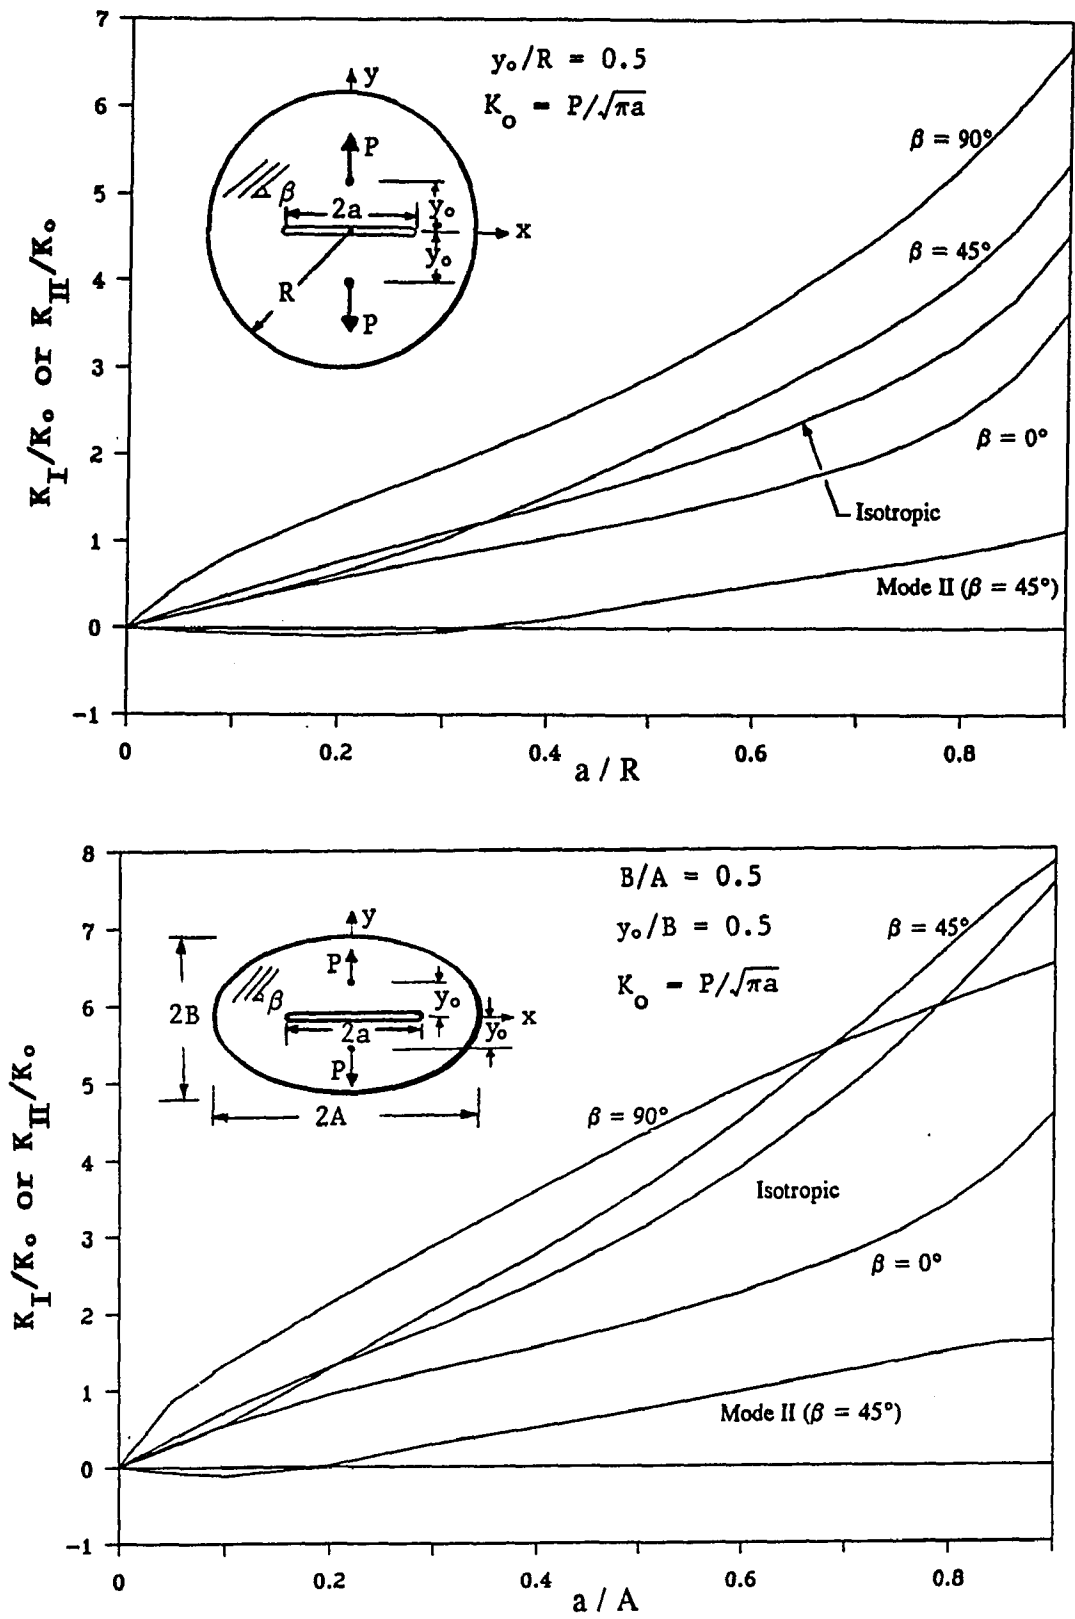 7
6
5
4
3
2
1
0
-1
K_I/K₀ or K_II/K₀
y₀/R = 0.5
K₀ = P/√πa
y
P
β
2a
y₀
x
y₀
R
P
β = 90°
β = 45°
β = 0°
Isotropic
Mode II (β = 45°)
0
0.2
0.4
0.6
0.8
a / R
8
7
6
5
4
3
2
1
0
-1
K_I/K₀ or K_II/K₀
B/A = 0.5
y₀/B = 0.5
K₀ = P/√πa
y
P
β
y₀
2B
x
2a
y₀
P
2A
β = 45°
β = 90°
Isotropic
β = 0°
Mode II (β = 45°)
0
0.2
0.4
0.6
0.8
a / A